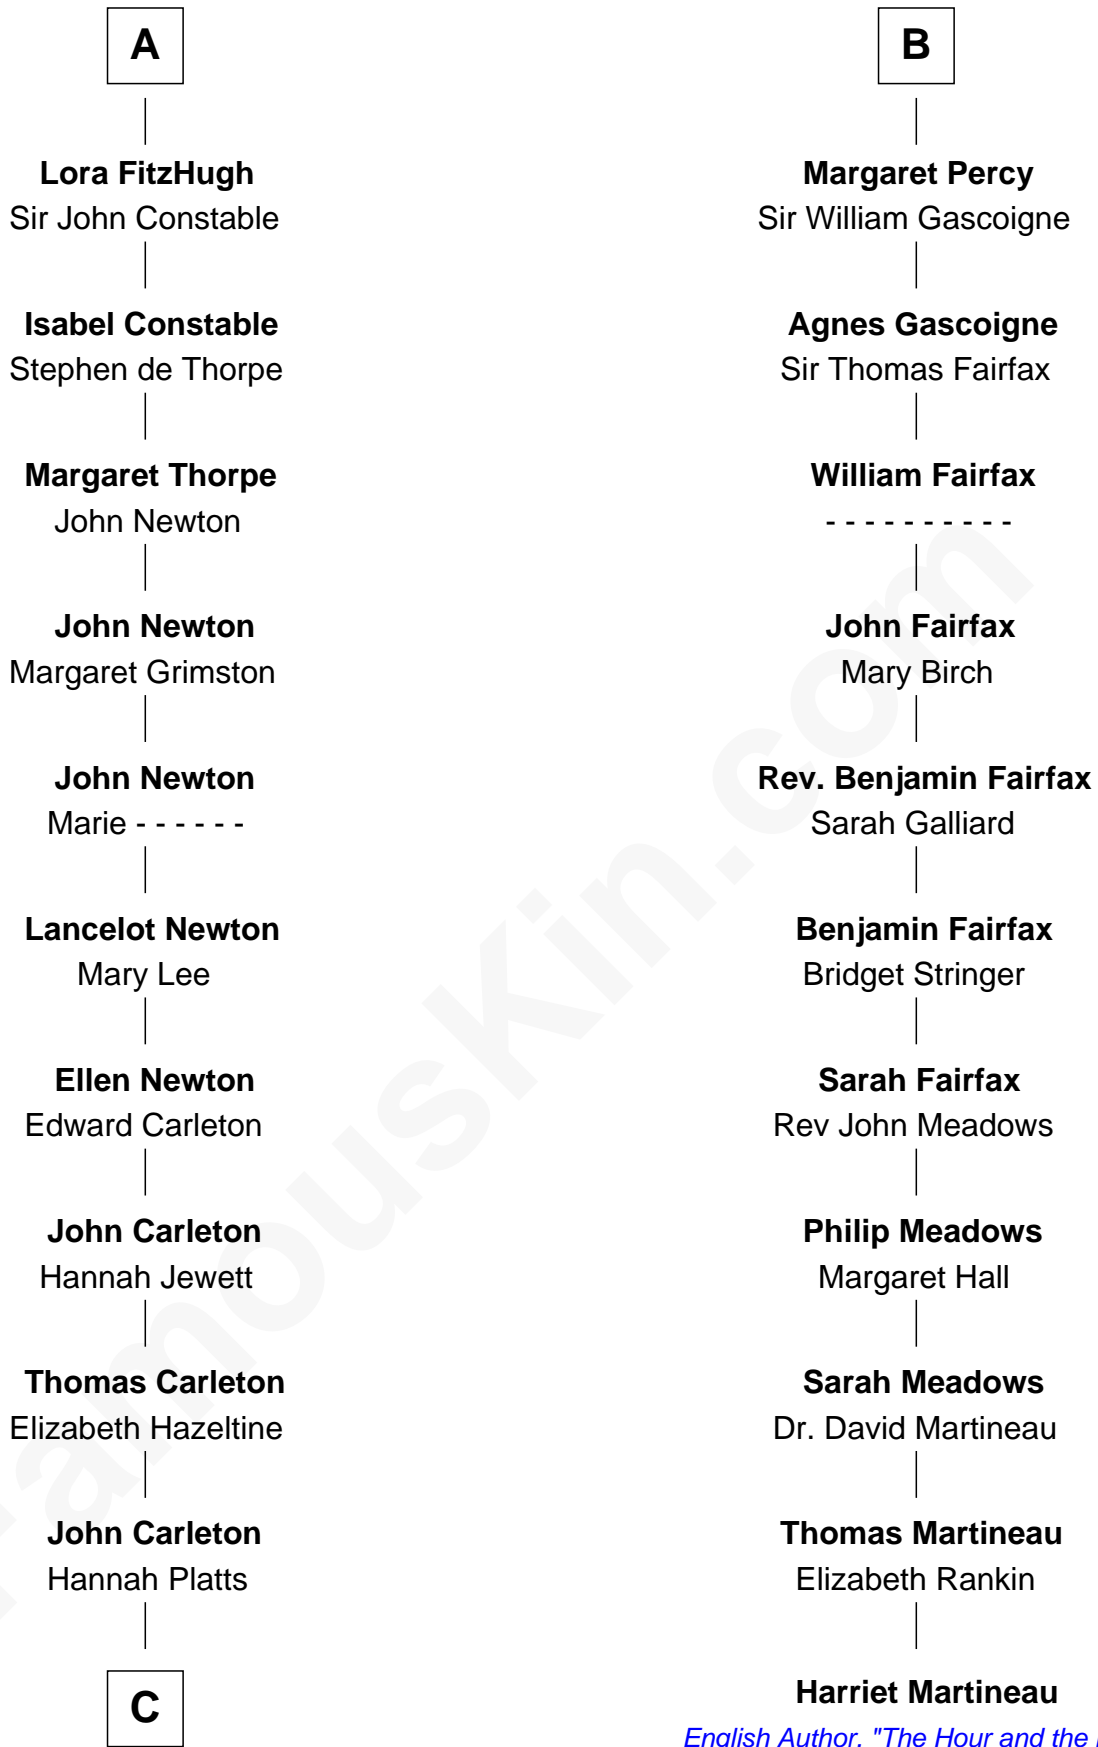 A
Lora FitzHugh
Sir John Constable
Isabel Constable
Stephen de Thorpe
Margaret Thorpe
John Newton
John Newton
Margaret Grimston
John Newton
Marie - - - - - -
Lancelot Newton
Mary Lee
Ellen Newton
Edward Carleton
John Carleton
Hannah Jewett
Thomas Carleton
Elizabeth Hazeltine
John Carleton
Hannah Platts
C
B
Margaret Percy
Sir William Gascoigne
Agnes Gascoigne
Sir Thomas Fairfax
William Fairfax
- - - - - - - - - -
John Fairfax
Mary Birch
Rev. Benjamin Fairfax
Sarah Galliard
Benjamin Fairfax
Bridget Stringer
Sarah Fairfax
Rev John Meadows
Philip Meadows
Margaret Hall
Sarah Meadows
Dr. David Martineau
Thomas Martineau
Elizabeth Rankin
Harriet Martineau
English Author, "The Hour and the
FamousKin.com